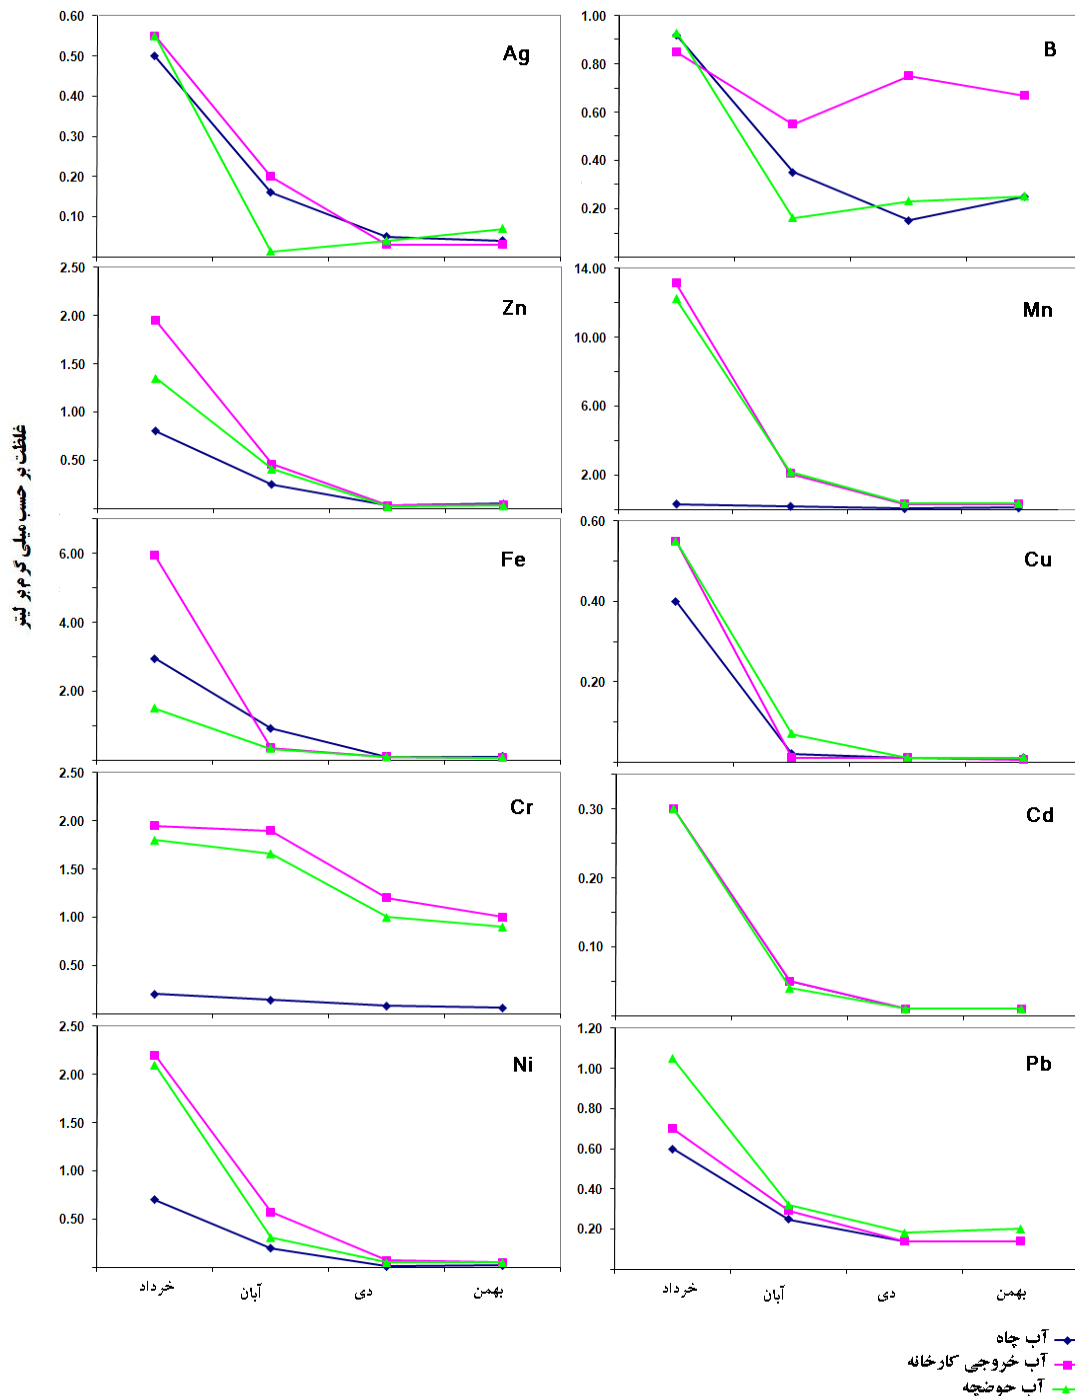 غلظت بر حسب میلی گرم بر لیتر
Ag
0.60
0.50
0.40
0.30
0.20
0.10
B
1.00
0.80
0.60
0.40
0.20
Zn
2.50
2.00
1.50
1.00
0.50
Mn
14.00
10.00
6.00
2.00
Fe
6.00
4.00
2.00
Cu
0.60
0.40
0.20
Cr
2.50
2.00
1.50
1.00
0.50
Cd
0.30
0.20
0.10
Ni
2.50
2.00
1.50
1.00
0.50
خرداد آبان دی بهمن
Pb
1.20
1.00
0.80
0.60
0.40
0.20
خرداد آبان دی بهمن
آب چاه
آب خروجی کارخانه
آب حوضچه